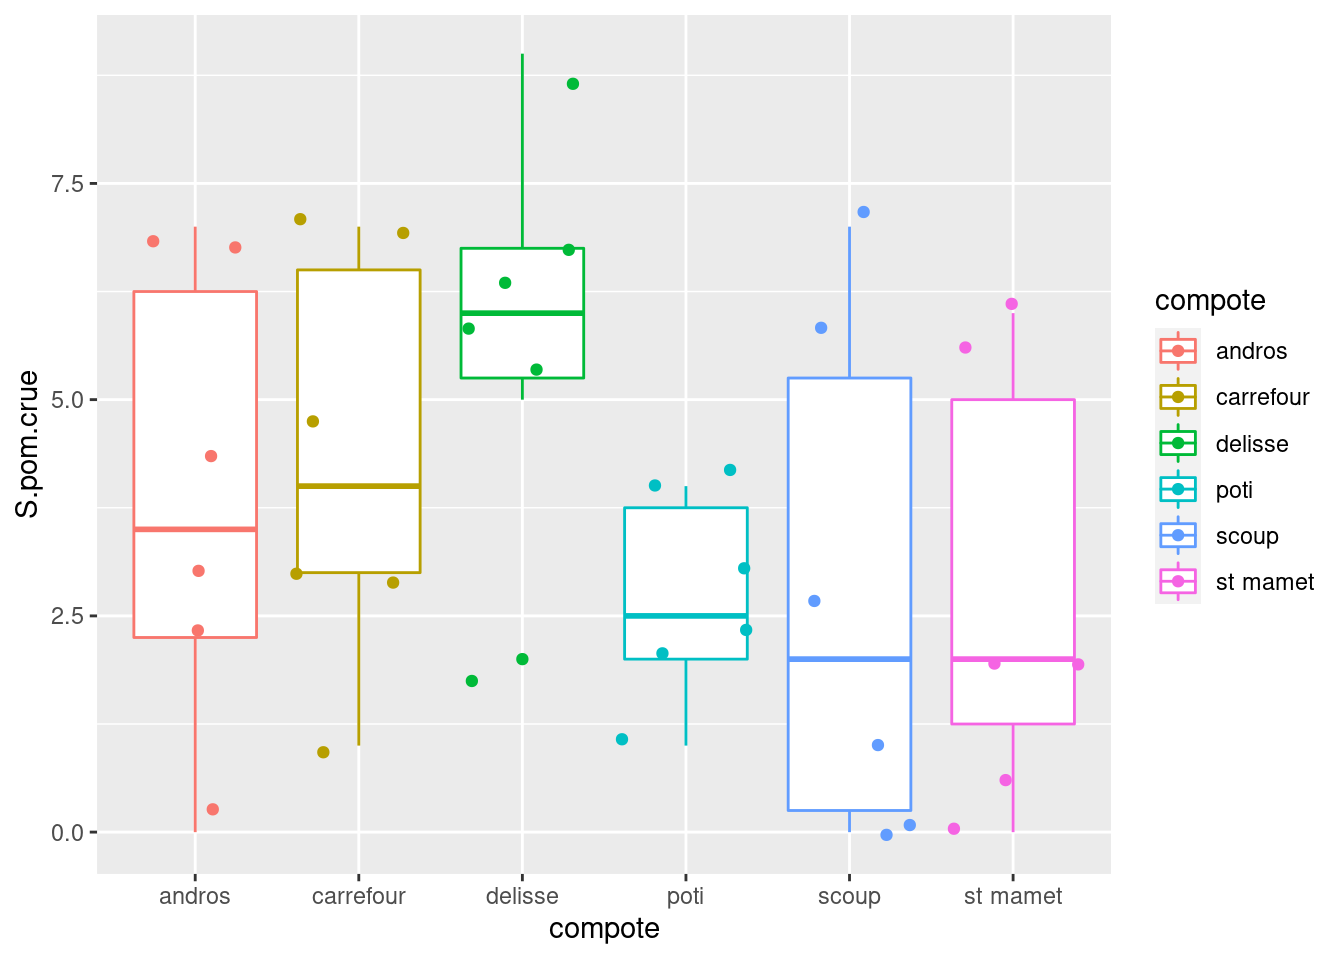 S.pom.crue
7.5
5.0
2.5
0.0
andros carrefour delisse poti scoup st mamet
compote
compote
andros
carrefour
delisse
poti
scoup
st mamet